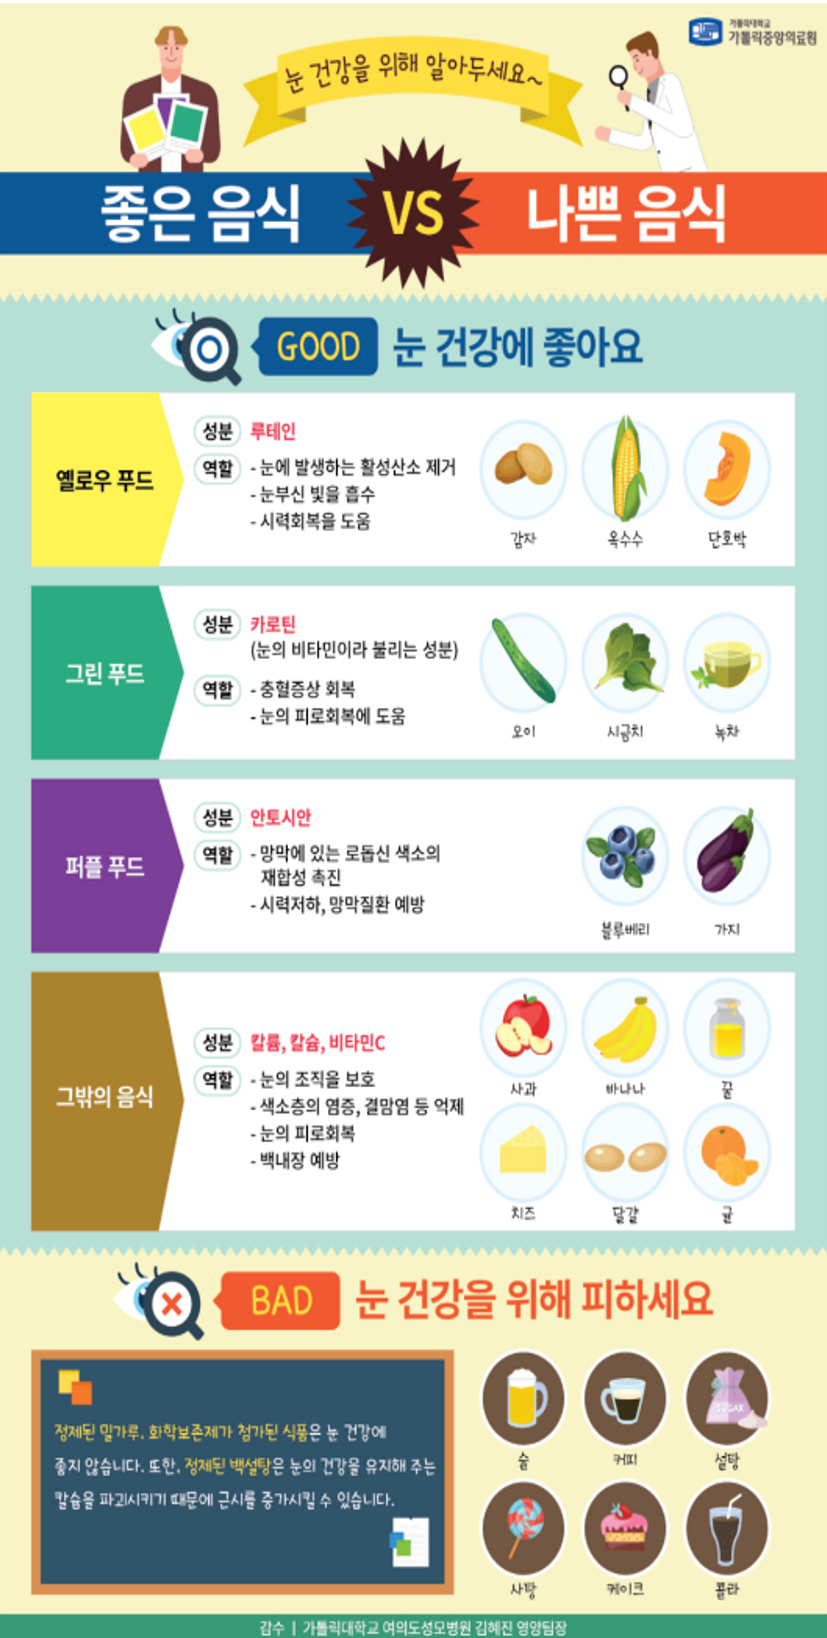 가톨릭대학교
가톨릭중앙의료원
눈 건강을 위해 알아두세요~
좋은 음식
VS
나쁜 음식
GOOD
눈 건강에 좋아요
옐로우 푸드
성분 루테인
역할 - 눈에 발생하는 활성산소 제거
- 눈부신 빛을 흡수
- 시력회복을 도움
감자
옥수수
단호박
그린 푸드
성분 카로틴
(눈의 비타민이라 불리는 성분)
역할 - 충혈증상 회복
- 눈의 피로회복에 도움
오이
시금치
녹차
퍼플 푸드
성분 안토시안
역할 - 망막에 있는 로돕신 색소의
재합성 촉진
- 시력저하, 망막질환 예방
블루베리
가지
그밖의 음식
성분 칼륨, 칼슘, 비타민C
역할 - 눈의 조직을 보호
- 색소층의 염증, 결막염 등 억제
- 눈의 피로회복
- 백내장 예방
사과
바나나
꿀
치즈
달걀
귤
BAD
눈 건강을 위해 피하세요
정제된 밀가루, 화학보존제가 첨가된 식품은 눈 건강에
좋지 않습니다. 또한, 정제된 백설탕은 눈의 건강을 유지해 주는
칼슘을 파괴시키기 때문에 근시를 증가시킬 수 있습니다.
술
커피
SUGAR
설탕
사탕
케이크
콜라
감수 | 가톨릭대학교 여의도성모병원 김혜진 영양팀장